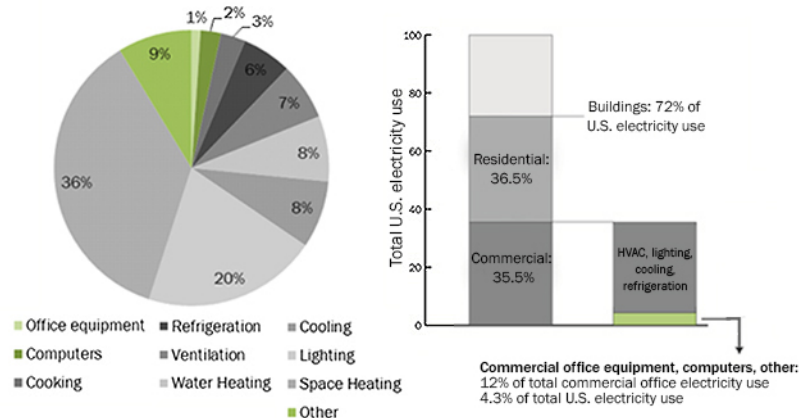 1%
2%
3%
6%
7%
8%
8%
20%
36%
9%
Office equipment
Refrigeration
Cooling
Computers
Ventilation
Lighting
Cooking
Water Heating
Space Heating
Other
Total U.S. electricity use
100
80
60
40
20
0
Buildings: 72% of
U.S. electricity use
Residential:
36.5%
Commercial:
35.5%
HVAC, lighting,
cooling,
refrigeration
Commercial office equipment, computers, other:
12% of total commercial office electricity use
4.3% of total U.S. electricity use